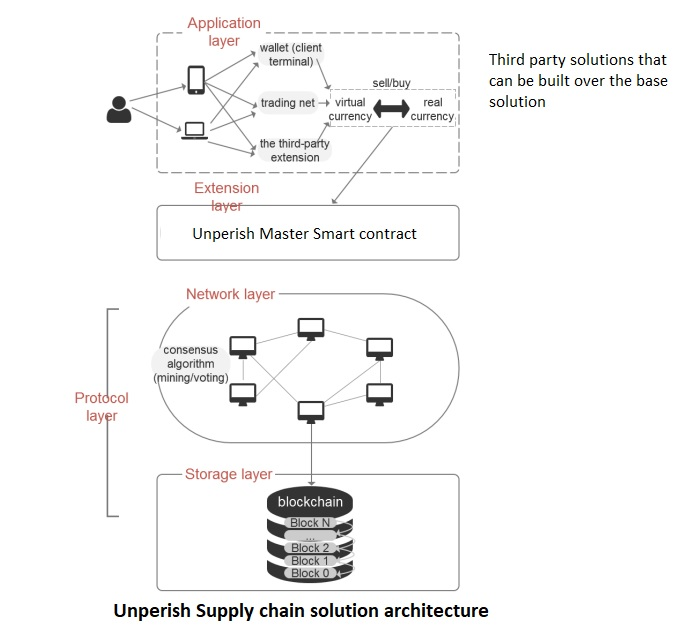 Application
layer
wallet (client
terminal)
Third party solutions that
can be built over the base
solution
sell/buy
trading net
virtual
currency
real
currency
the third-party
extension
Extension
layer
Unperish Master Smart contract
Network layer
consensus
algorithm
(mining/voting)
Protocol
layer
Storage layer
blockchain
Block N
...
Block 2
Block 1
Block 0
Unperish Supply chain solution architecture